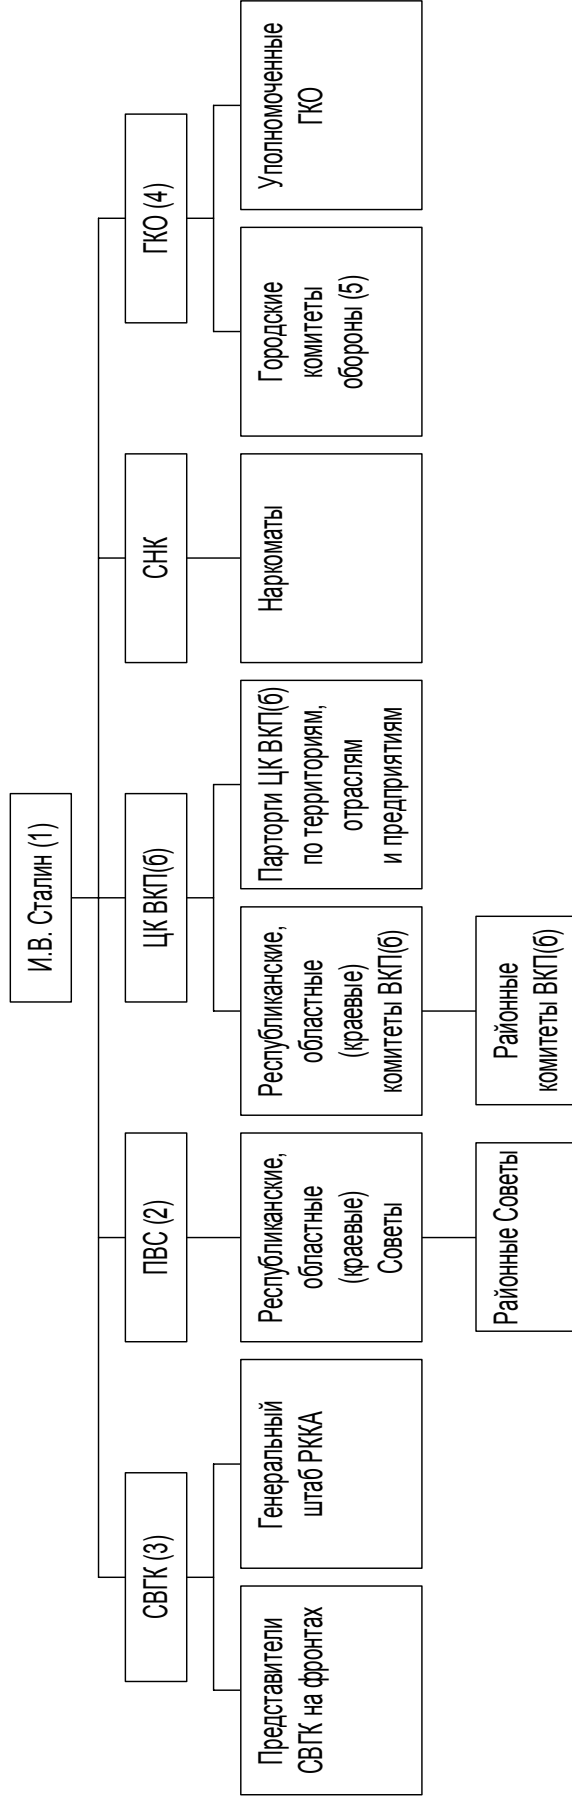 И.В. Сталин (1)
СВГК (3)
ПВС (2)
ЦК ВКП(б)
СНК
ГКО (4)
Представители
СВГК на фронтах
Генеральный
штаб РККА
Республиканские,
областные
(краевые)
Советы
Республиканские,
областные
(краевые)
комитеты ВКП(б)
Парторги ЦК ВКП(б)
по территориям,
отраслям
и предприятиям
Наркоматы
Городские
комитеты
обороны (5)
Уполномоченные
ГКО
Районные Советы
Районные
комитеты ВКП(б)